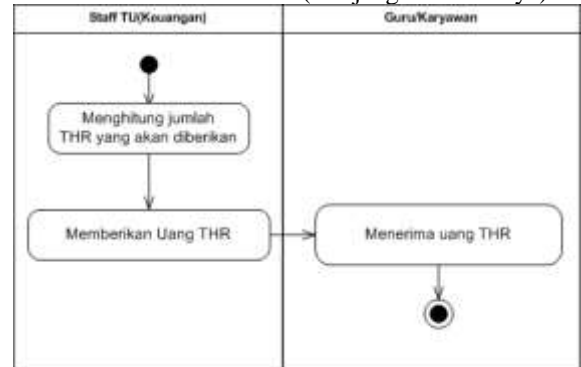 Staff TU(Keuangan)
Guru/Karyawan
Menghitung jumlah
THR yang akan diberikan
Memberikan Uang THR
Menerima uang THR